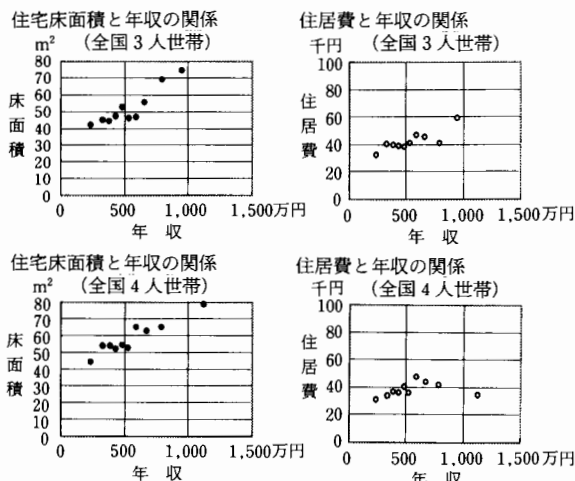 住宅床面積と年収の関係
m² （全国3人世帯）
床面積
80
70
60
50
40
30
20
10
0
0 500 1,000 1,500万円
年 収
住居費と年収の関係
千円 （全国3人世帯）
住居費
100
80
60
40
20
0
0 500 1,000 1,500万円
年 収
住宅床面積と年収の関係
m² （全国4人世帯）
床面積
80
70
60
50
40
30
20
10
0
0 500 1,000 1,500万円
年 収
住居費と年収の関係
千円 （全国4人世帯）
住居費
100
80
60
40
20
0
0 500 1,000 1,500万円
年 収